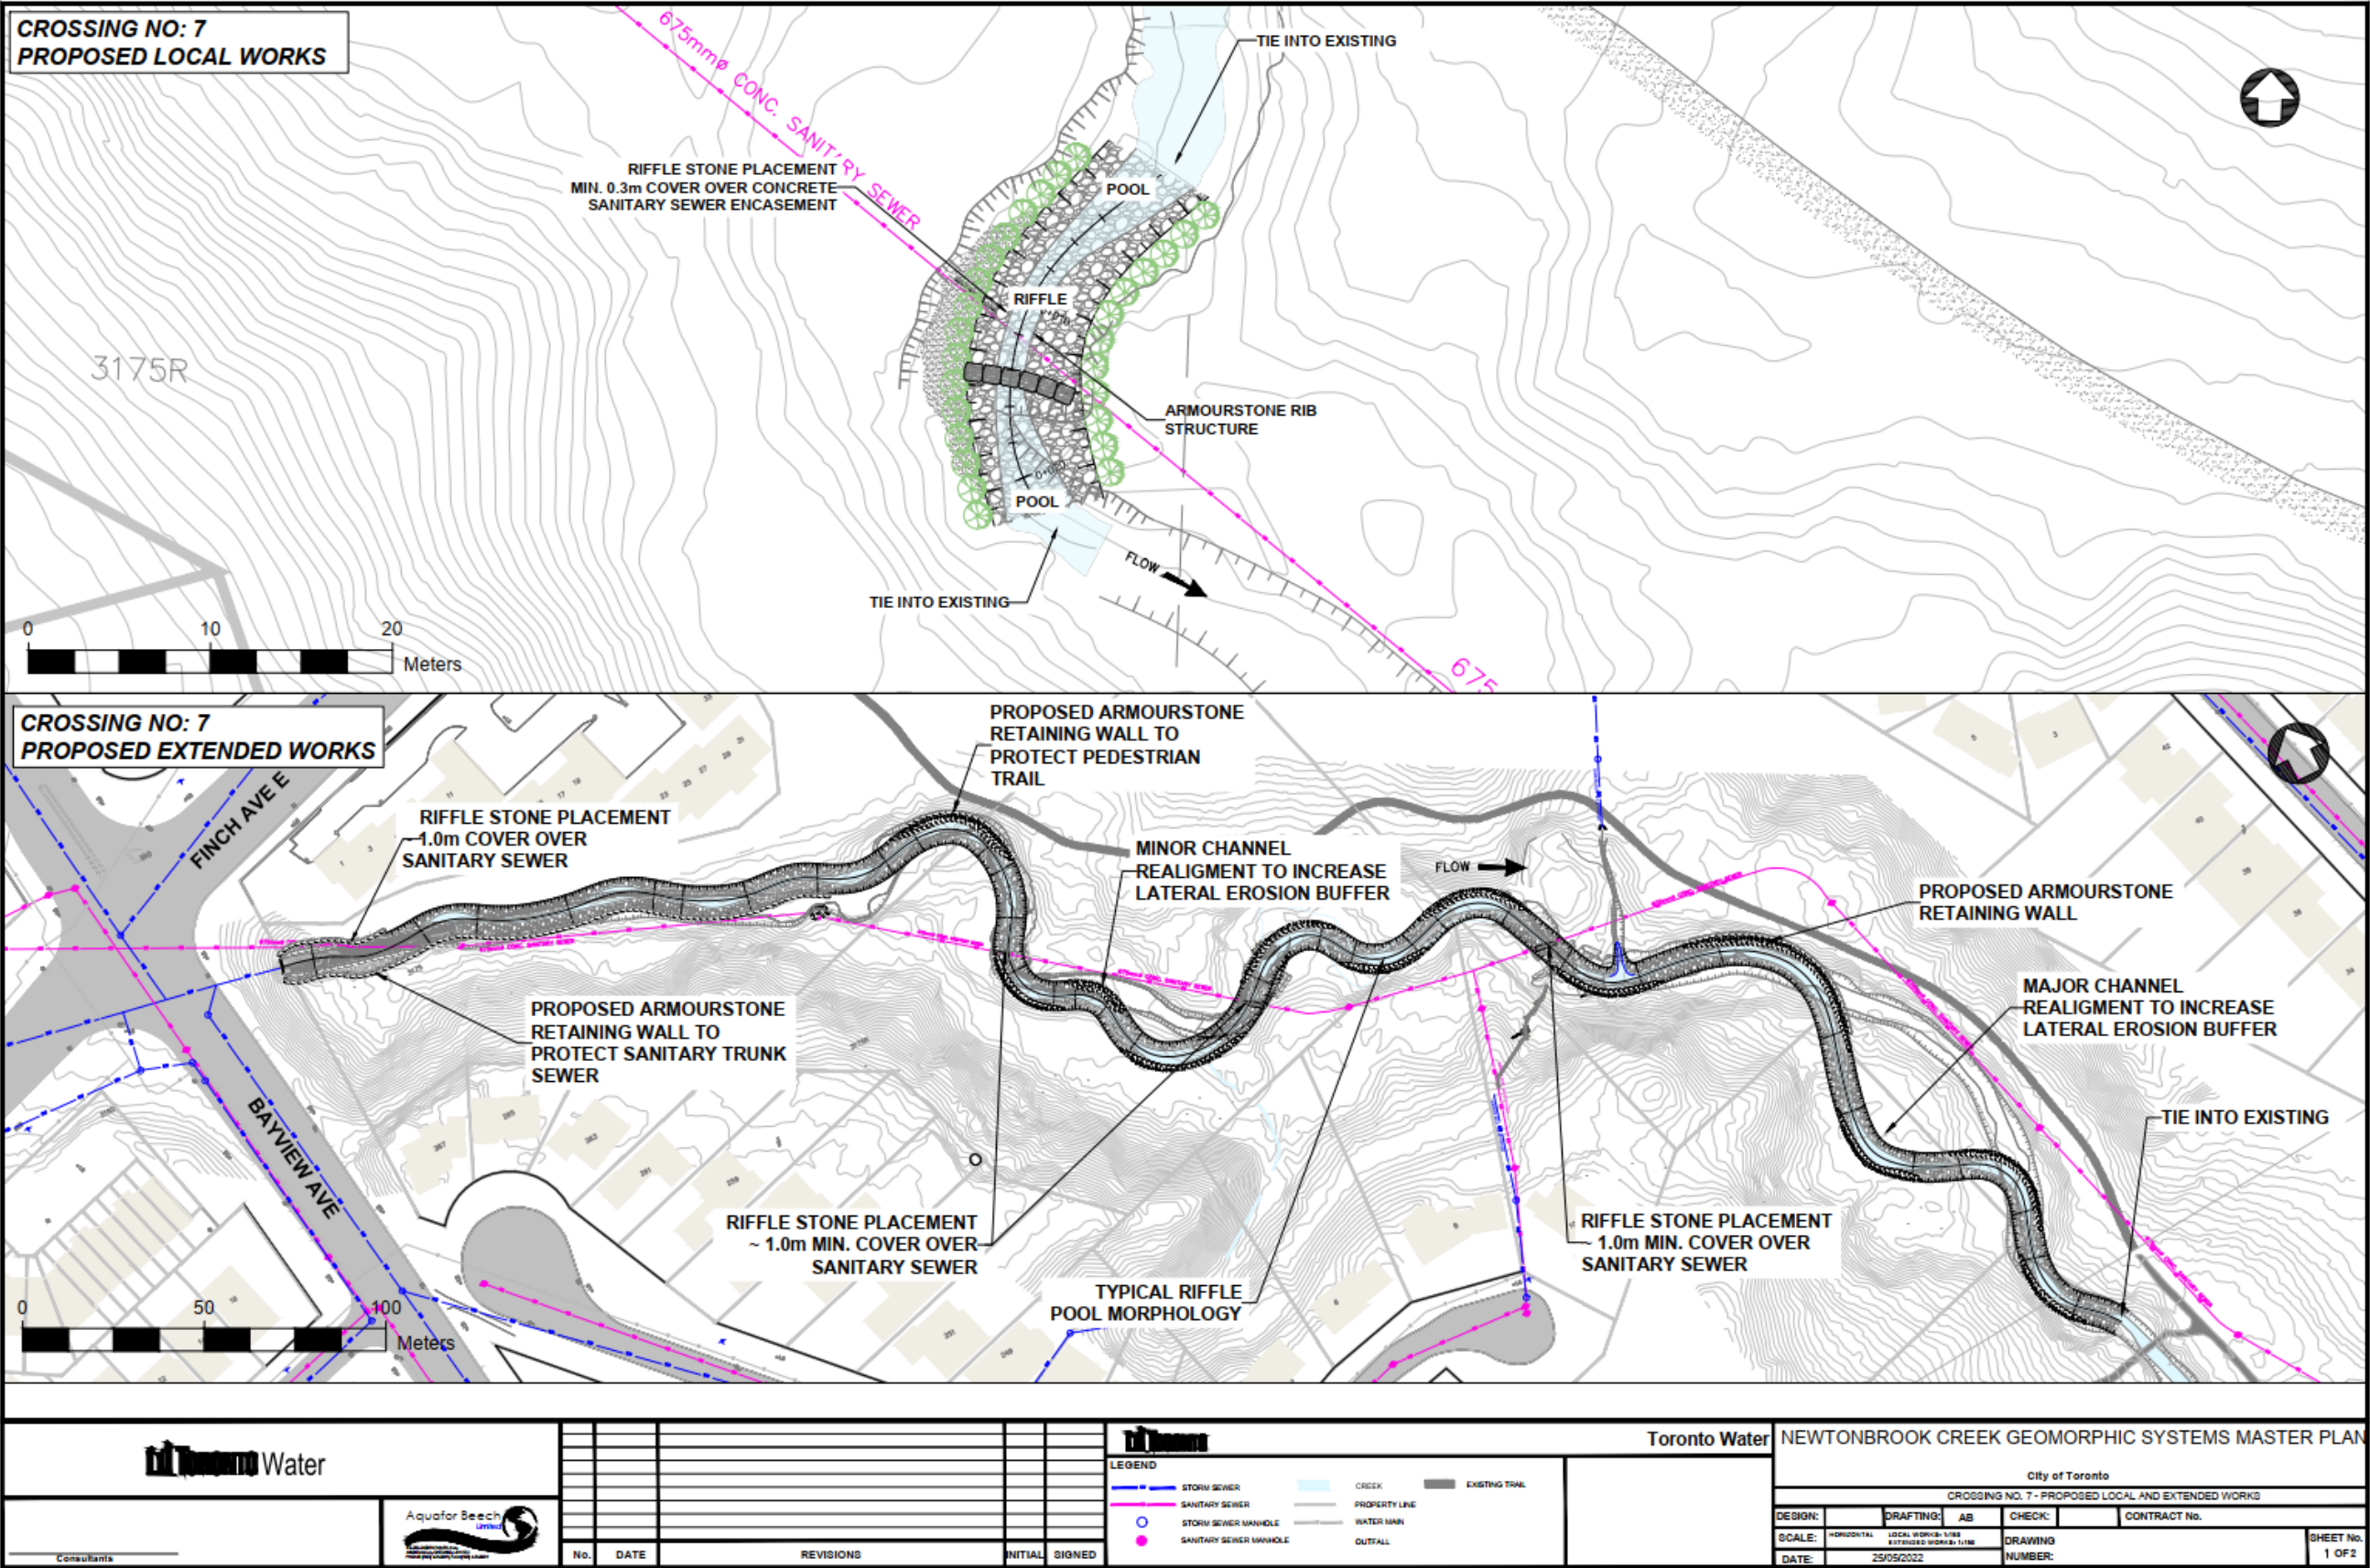 CROSSING NO: 7
PROPOSED LOCAL WORKS
675mmø CONC. SANITARY SEWER
TIE INTO EXISTING
RIFFLE STONE PLACEMENT
MIN. 0.3m COVER OVER CONCRETE
SANITARY SEWER ENCASEMENT
POOL
RIFFLE
0+010
3175R
ARMOURSTONE RIB
STRUCTURE
0+000
POOL
FLOW
TIE INTO EXISTING
0 10 20
Meters
675
CROSSING NO: 7
PROPOSED EXTENDED WORKS
PROPOSED ARMOURSTONE
RETAINING WALL TO
PROTECT PEDESTRIAN
TRAIL
FINCH AVE E
RIFFLE STONE PLACEMENT
~1.0m COVER OVER
SANITARY SEWER
MINOR CHANNEL
REALIGMENT TO INCREASE
LATERAL EROSION BUFFER
FLOW
PROPOSED ARMOURSTONE
RETAINING WALL
PROPOSED ARMOURSTONE
RETAINING WALL TO
PROTECT SANITARY TRUNK
SEWER
MAJOR CHANNEL
REALIGMENT TO INCREASE
LATERAL EROSION BUFFER
BAYVIEW AVE
TIE INTO EXISTING
RIFFLE STONE PLACEMENT
~ 1.0m MIN. COVER OVER
SANITARY SEWER
RIFFLE STONE PLACEMENT
~ 1.0m MIN. COVER OVER
SANITARY SEWER
TYPICAL RIFFLE
POOL MORPHOLOGY
0 50 100
Meters
TORONTO Water
Aquafor Beech
Limited
Consultants
No. DATE REVISIONS INITIAL SIGNED
TORONTO
Toronto Water
LEGEND
STORM SEWER
SANITARY SEWER
STORM SEWER MANHOLE
SANITARY SEWER MANHOLE
CREEK
PROPERTY LINE
WATER MAIN
OUTFALL
EXISTING TRAIL
NEWTONBROOK CREEK GEOMORPHIC SYSTEMS MASTER PLAN
City of Toronto
CROSSING NO. 7 - PROPOSED LOCAL AND EXTENDED WORKS
DESIGN: DRAFTING: AB CHECK: CONTRACT No.
SCALE: HORIZONTAL
DRAWING
NUMBER:
SHEET No.
1 OF2
DATE: 25/05/2022